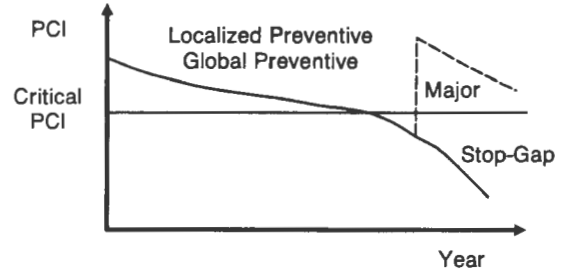 PCI
Localized Preventive
Global Preventive
Critical
PCI
Major
Stop-Gap
Year